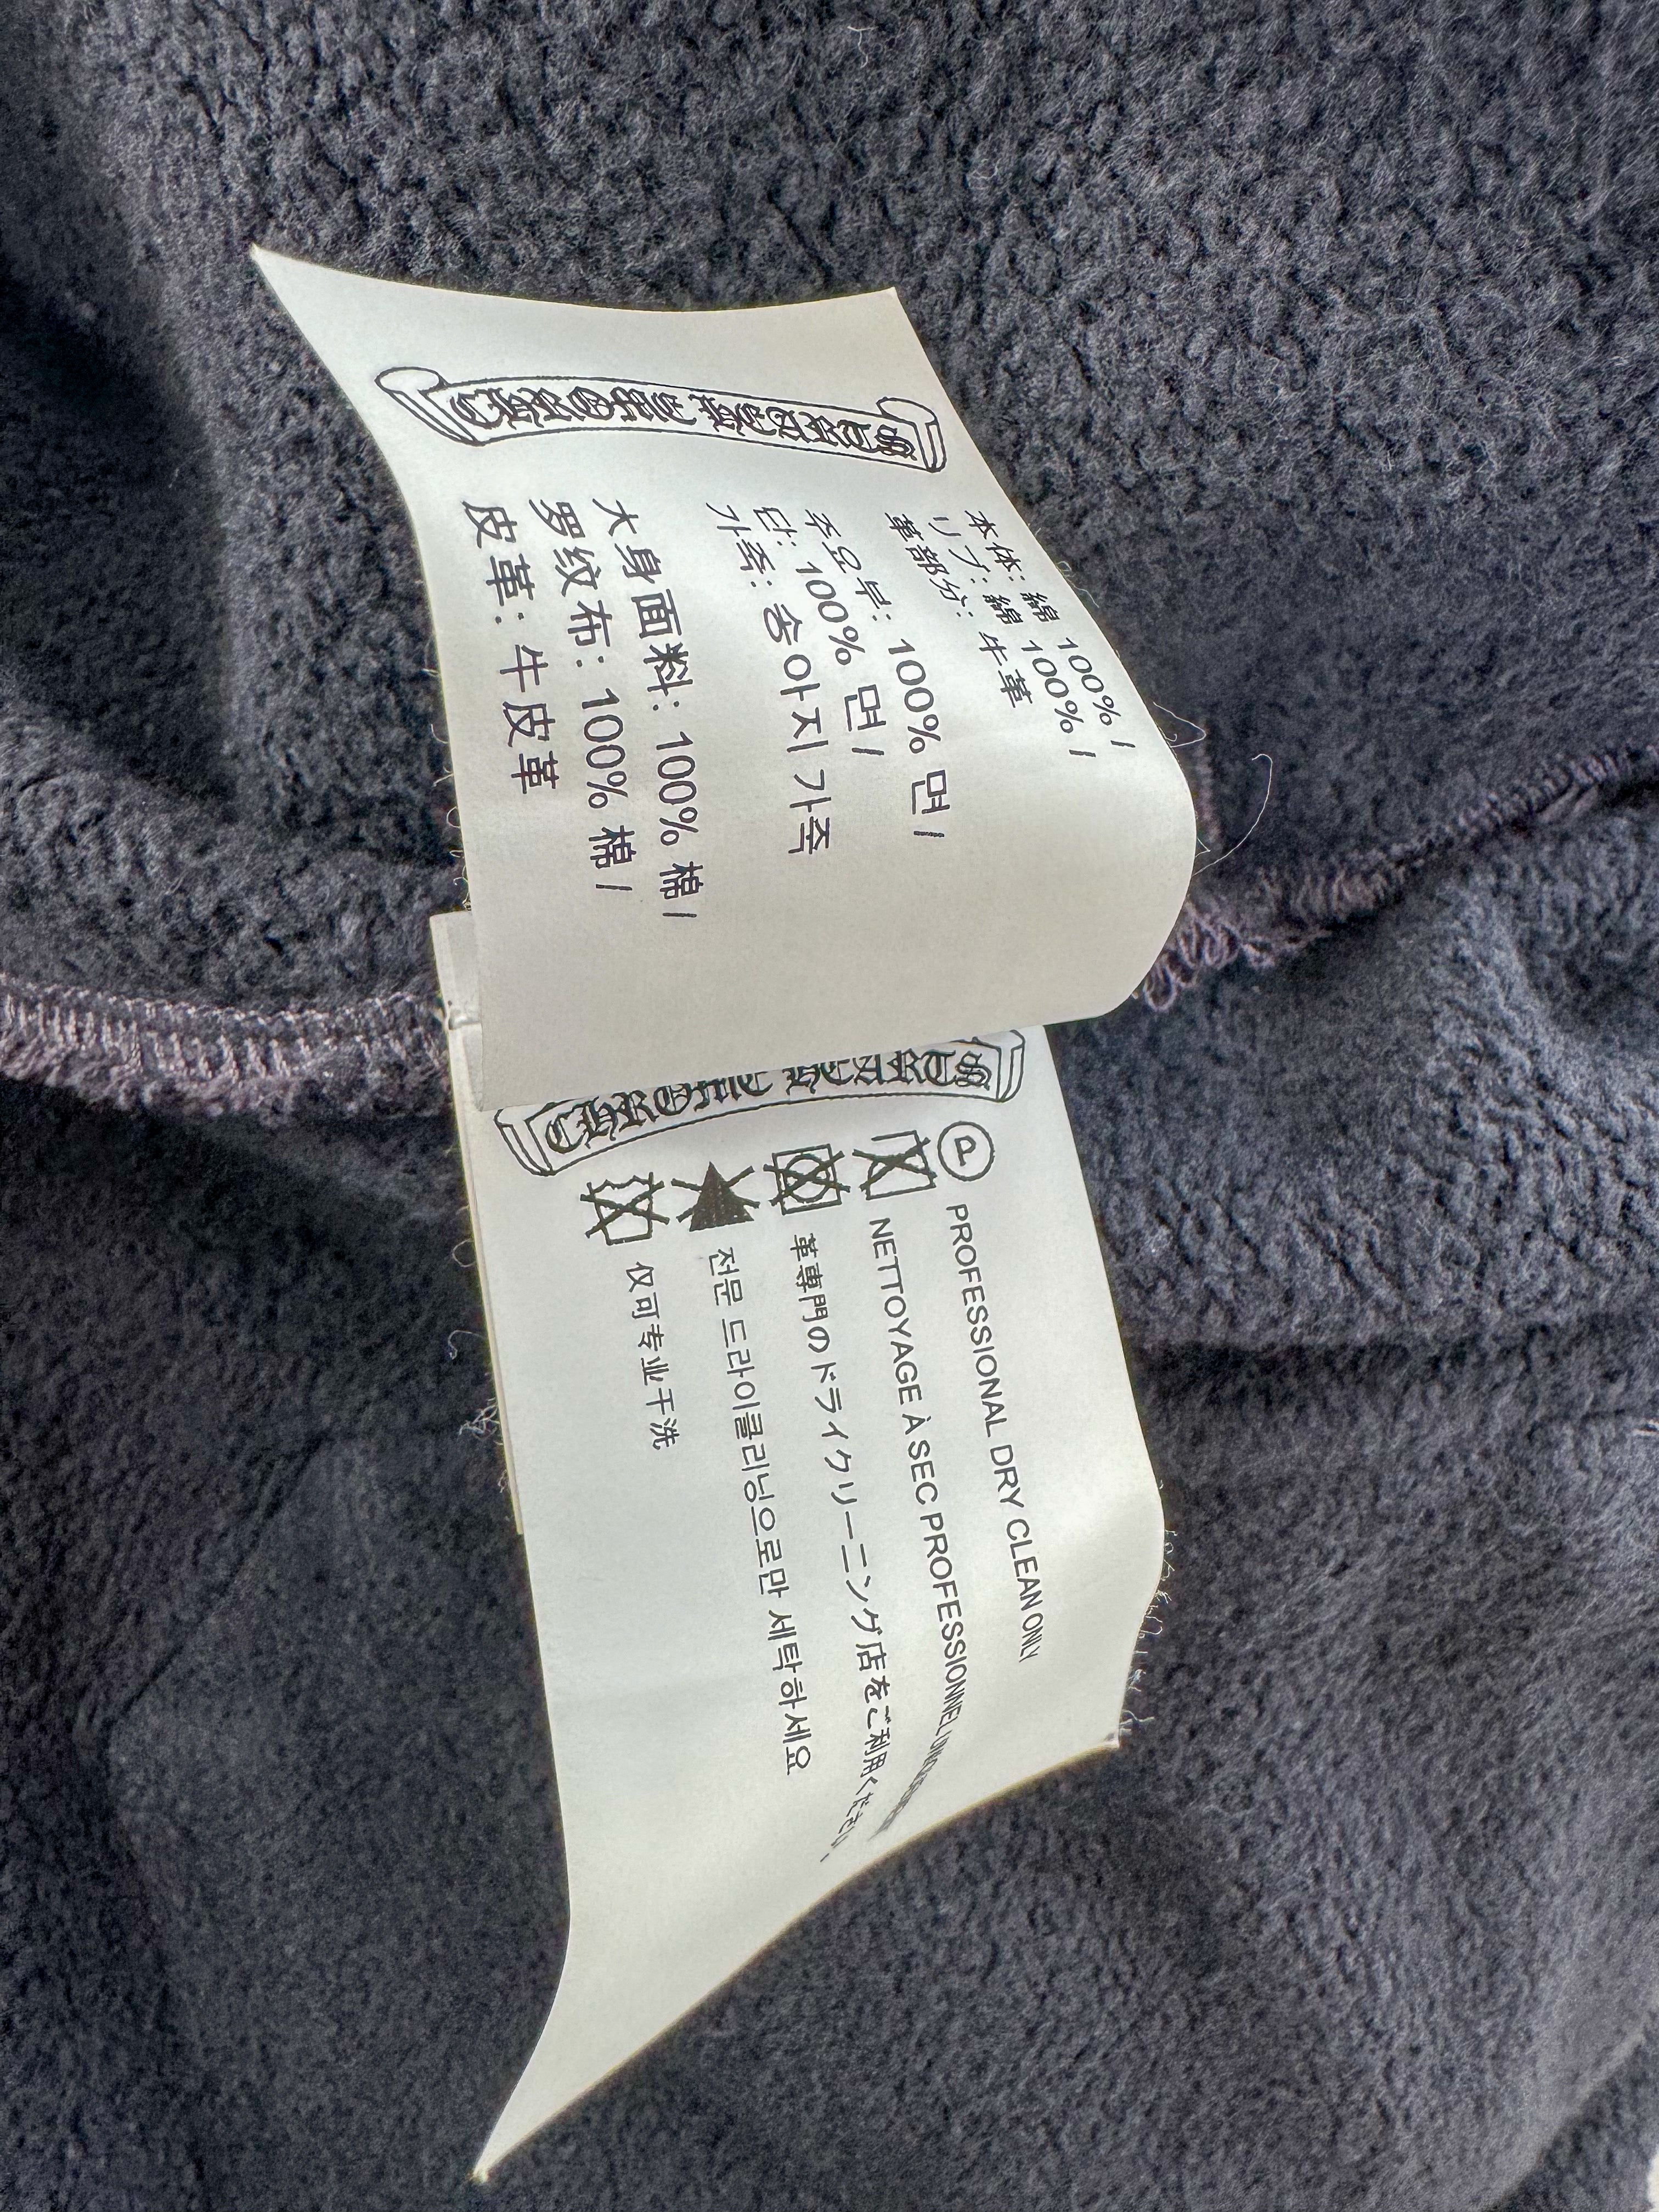 CHROME HEARTS
本体: 綿 100% /
リブ: 綿 100% /
革部分: 牛革
주요부: 100% 면 /
단: 100% 면 /
가죽: 송아지 가죽
大身面料: 100% 棉 /
罗纹布: 100% 棉 /
皮革: 牛皮革
CHROME HEARTS
P PROFESSIONAL DRY CLEAN ONLY
NETTOYAGE À SEC PROFESSIONNEL
革専門のドライクリーニング店をご利用ください
전문 드라이클리닝으로만 세탁하세요
仅可专业干洗